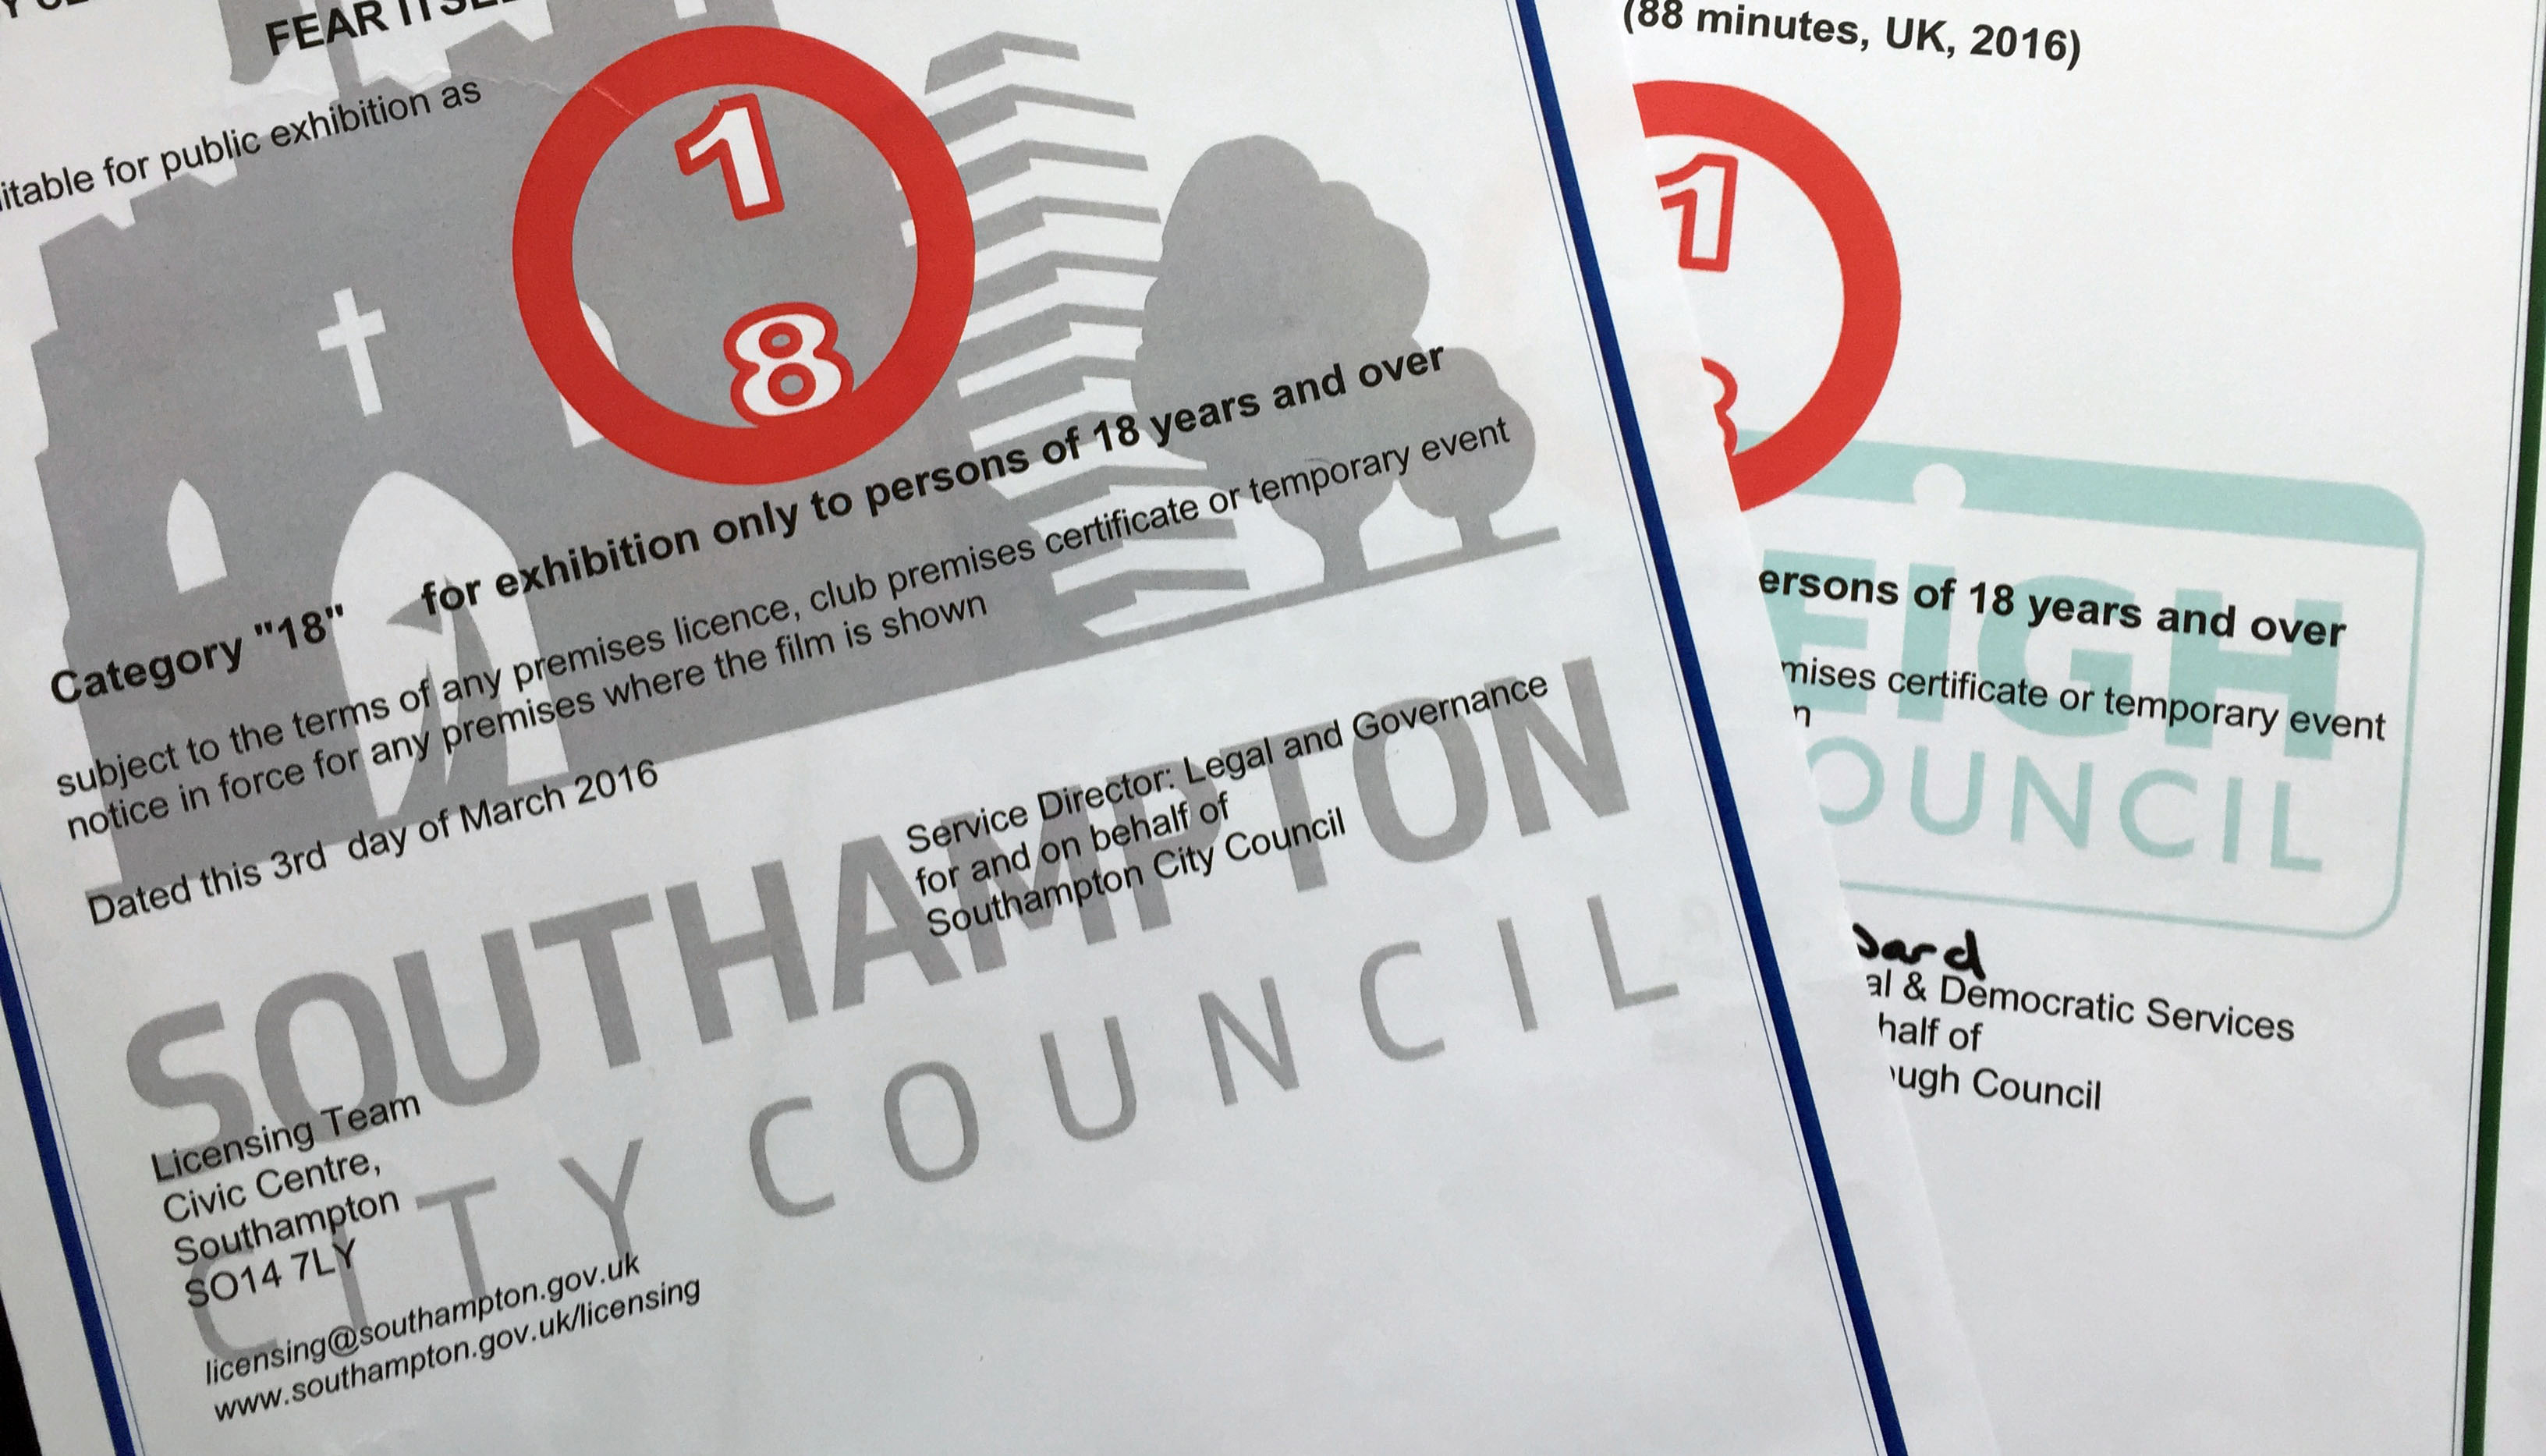 FEAR
itable for public exhibition as
1
8
Category "18" for exhibition only to persons of 18 years and over
subject to the terms of any premises licence, club premises certificate or temporary event
notice in force for any premises where the film is shown
Dated this 3rd day of March 2016
Service Director: Legal and Governance
for and on behalf of
Southampton City Council
SOUTHAMPTON
CITY COUNCIL
Licensing Team
Civic Centre,
Southampton
SO14 7LY
licensing@southampton.gov.uk
www.southampton.gov.uk/licensing
(88 minutes, UK, 2016)
1
EIGH
ersons of 18 years and over
mises certificate or temporary event
n
OUNCIL
ard
al & Democratic Services
half of
ugh Council